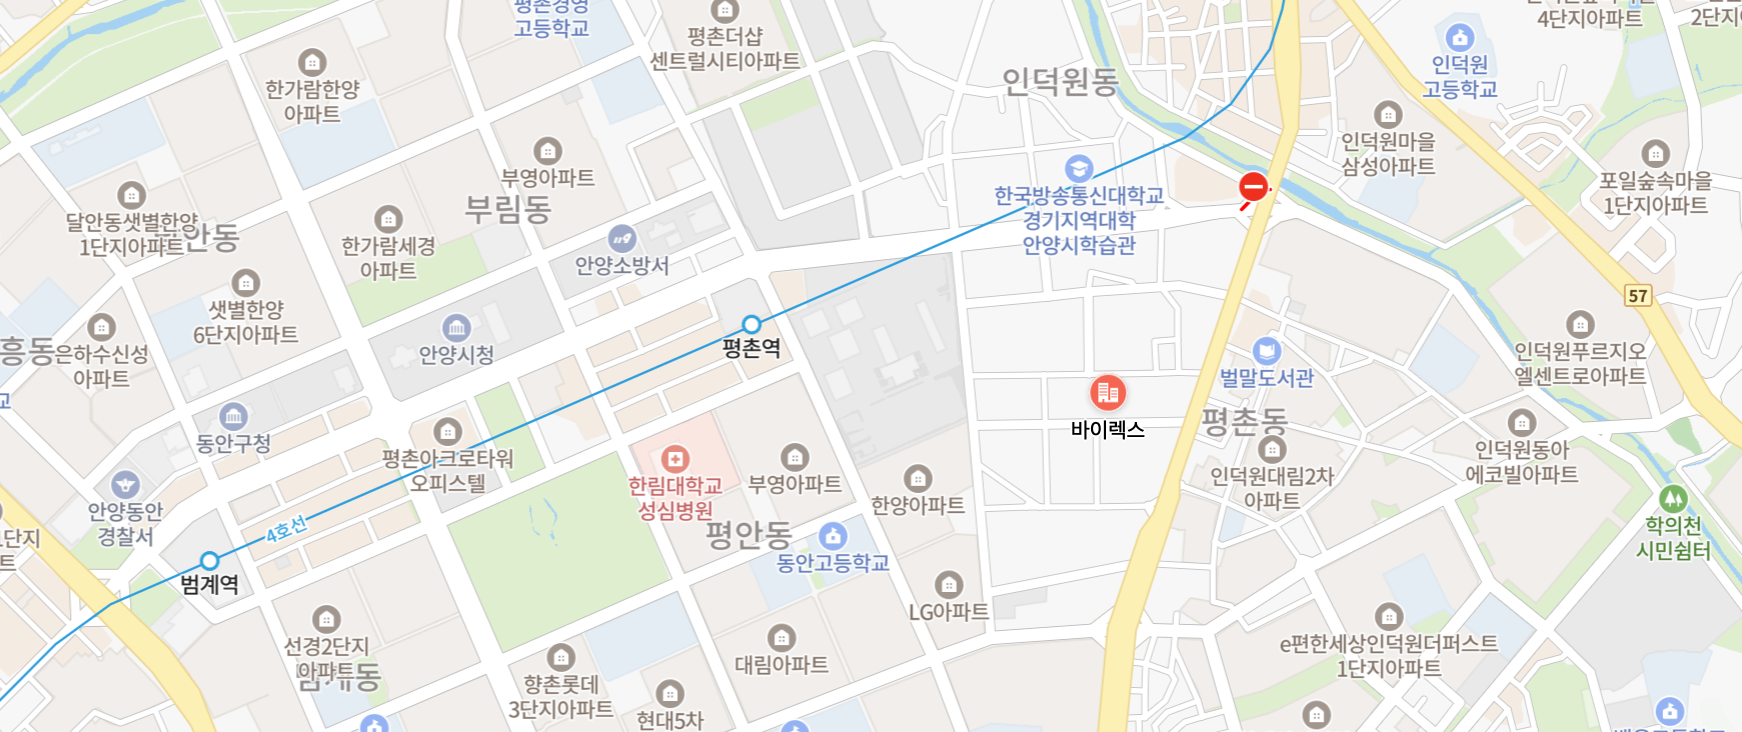 평촌경영
고등학교
평촌더샵
센트럴시티아파트
4단지아파트
인덕원
고등학교
한가람한양
아파트
인덕원동
인덕원마을
삼성아파트
부영아파트
포일숲속마을
1단지아파트
달안동샛별한양
1단지아파트
부림동
한가람세경
아파트
안양소방서
한국방송통신대학교
경기지역대학
안양시학습관
샛별한양
6단지아파트
57
흥동
은하수신성
아파트
안양시청
평촌역
인덕원푸르지오
엘센트로아파트
벌말도서관
바이렉스
평촌동
동안구청
평촌아크로타워
오피스텔
인덕원동아
에코빌아파트
인덕원대림2차
아파트
한림대학교
성심병원
부영아파트
한양아파트
안양동안
경찰서
4호선
평안동
동안고등학교
학의천
시민쉼터
범계역
LG아파트
선경2단지
아파트
e편한세상인덕원더퍼스트
1단지아파트
대림아파트
향촌롯데
3단지아파트
현대5차